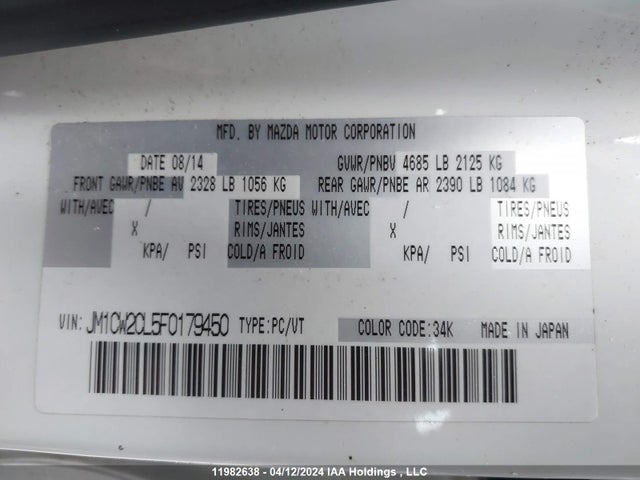 MFD. BY MAZDA MOTOR CORPORATION
DATE 08/14 GVWR/PNBV 4685 LB 2125 KG
FRONT GAWR/PNBE AV 2328 LB 1056 KG REAR GAWR/PNBE AR 2390 LB 1084 KG
WITH/AVEC / TIRES/PNEUS WITH/AVEC / TIRES/PNEUS
X RIMS/JANTES X RIMS/JANTES
KPA/ PSI COLD/A FROID KPA/ PSI COLD/A FROID
VIN: JM1CW2CL5F0179450 TYPE:PC/VT COLOR CODE:34K MADE IN JAPAN
11982638 - 04/12/2024 IAA Holdings , LLC